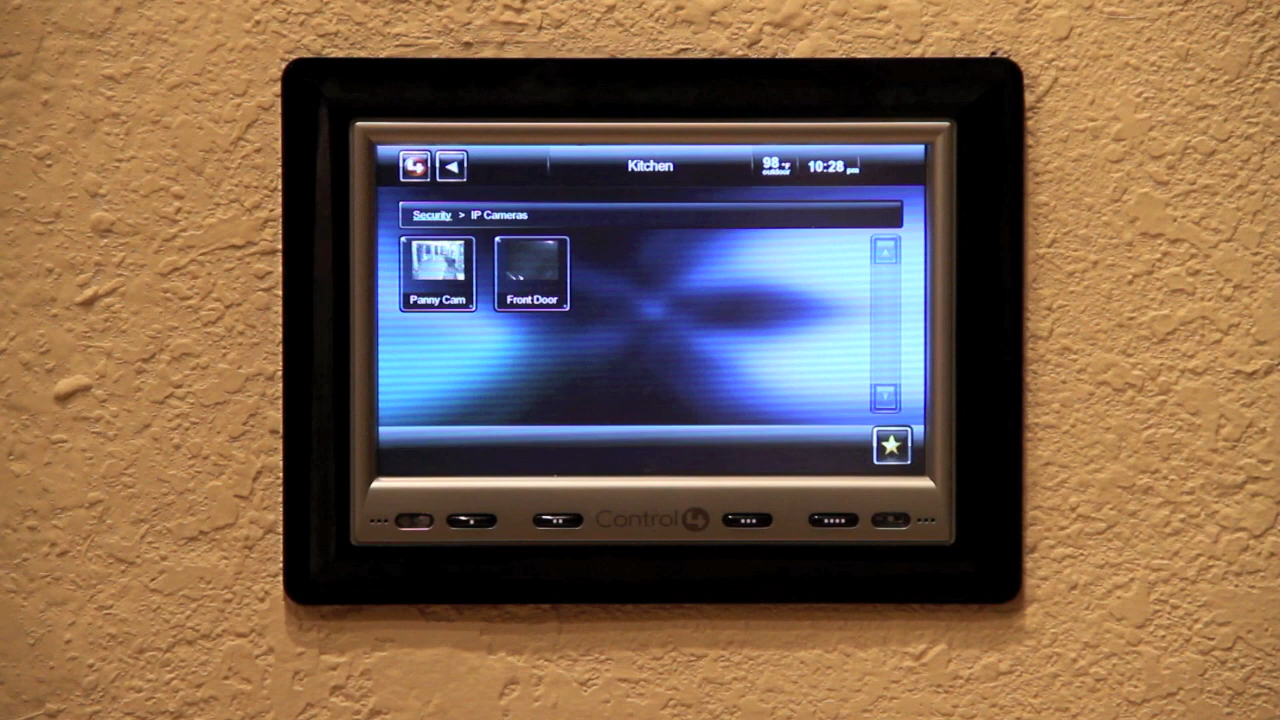 Kitchen
98 °F
outdoor
10:28 pm
Security > IP Cameras
Panny Cam
Front Door
Control4